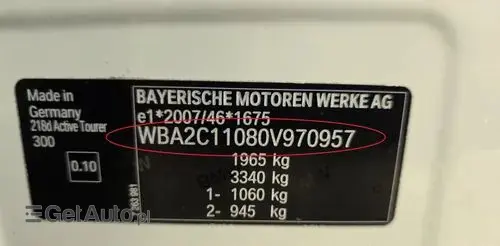 Made in
Germany
218d Active Tourer
300
0.10
BAYERISCHE MOTOREN WERKE AG
e1*2007/46*1675
WBA2C11080V970957
1965 kg
3340 kg
1- 1060 kg
2- 945 kg
GetAuto.pl